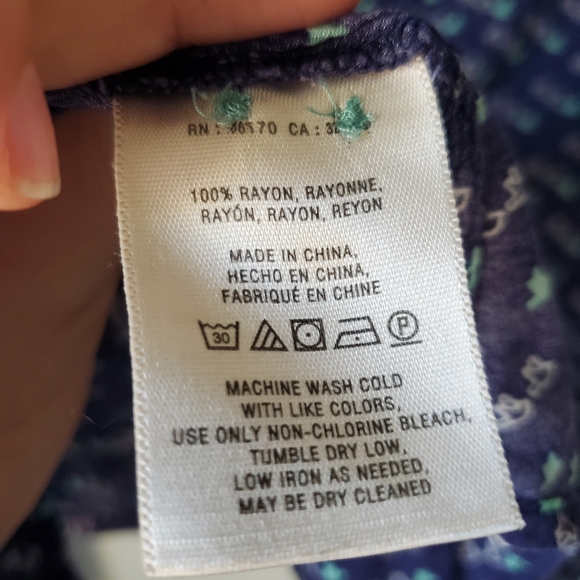 RN : CA :
100% RAYON, RAYONNE,
RAYÓN, RAYON, REYON
MADE IN CHINA,
HECHO EN CHINA,
FABRIQUÉ EN CHINE
30 P
MACHINE WASH COLD
WITH LIKE COLORS,
USE ONLY NON-CHLORINE BLEACH,
TUMBLE DRY LOW,
LOW IRON AS NEEDED,
MAY BE DRY CLEANED